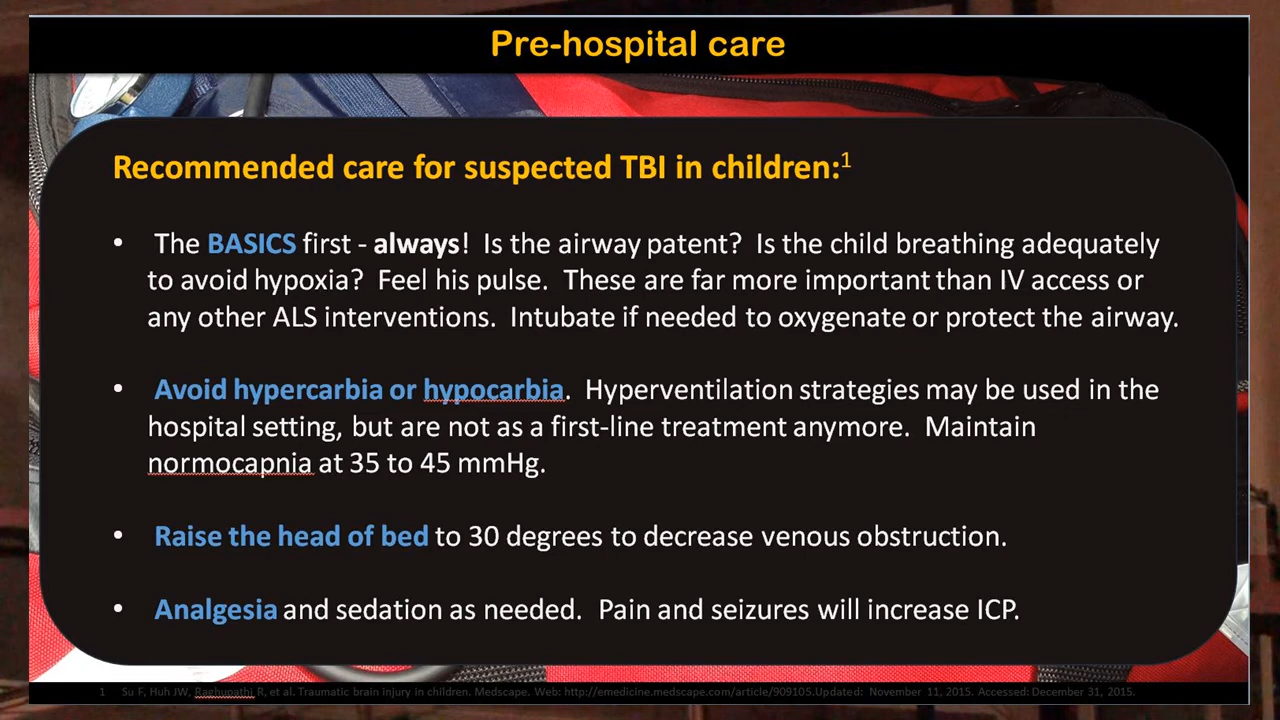 Pre-hospital care
Recommended care for suspected TBI in children:1
• The BASICS first - always! Is the airway patent? Is the child breathing adequately
to avoid hypoxia? Feel his pulse. These are far more important than IV access or
any other ALS interventions. Intubate if needed to oxygenate or protect the airway.
• Avoid hypercarbia or hypocarbia. Hyperventilation strategies may be used in the
hospital setting, but are not as a first-line treatment anymore. Maintain
normocapnia at 35 to 45 mmHg.
• Raise the head of bed to 30 degrees to decrease venous obstruction.
• Analgesia and sedation as needed. Pain and seizures will increase ICP.
1 Su F, Huh JW, Raghupathi R, et al. Traumatic brain injury in children. Medscape. Web: http://emedicine.medscape.com/article/909105.Updated: November 11, 2015. Accessed: December 31, 2015.